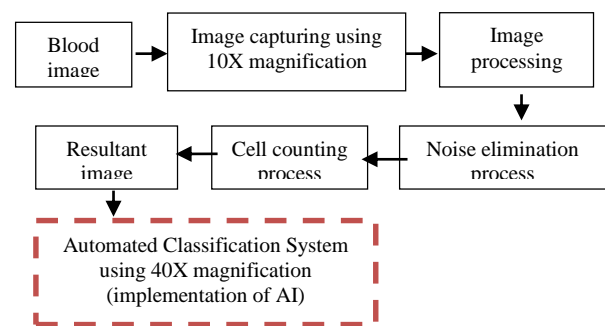 Blood
image
Image capturing using
10X magnification
Image
processing
Noise elimination
process
Cell counting
process
Resultant
image
Automated Classification System
using 40X magnification
(implementation of AI)